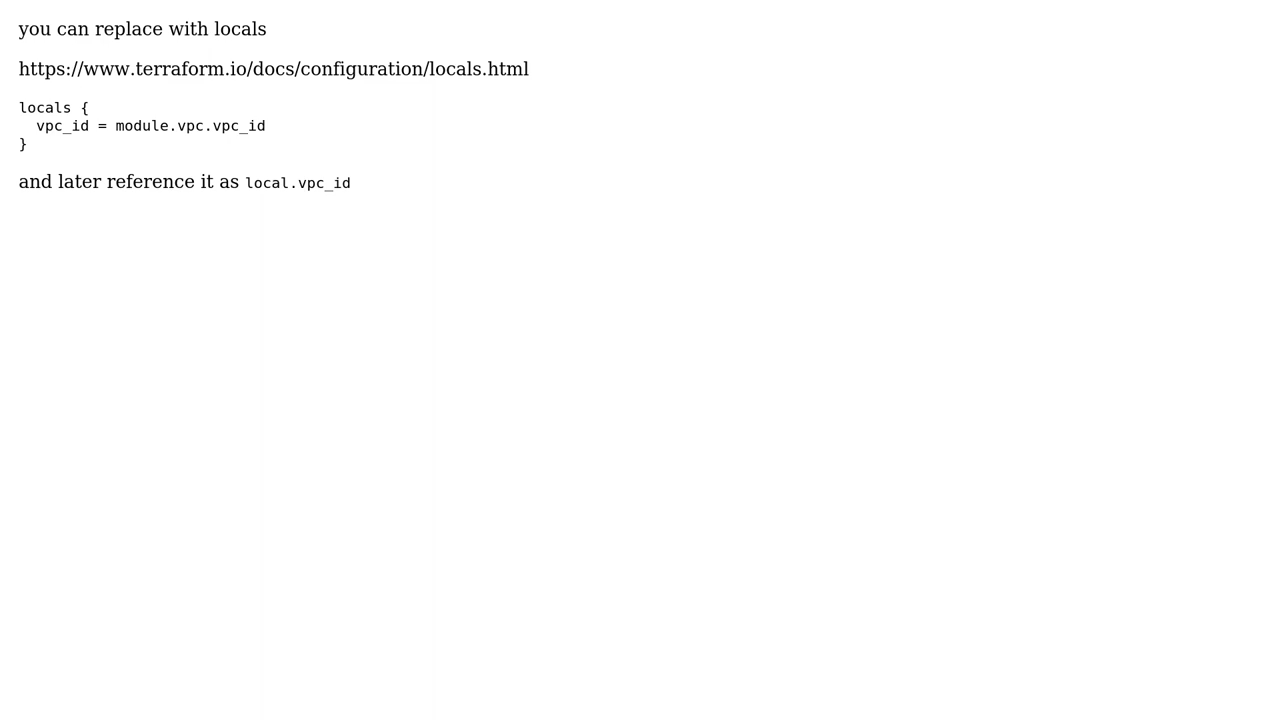 you can replace with locals
https://www.terraform.io/docs/configuration/locals.html
locals {
  vpc_id = module.vpc.vpc_id
}
and later reference it as local.vpc_id